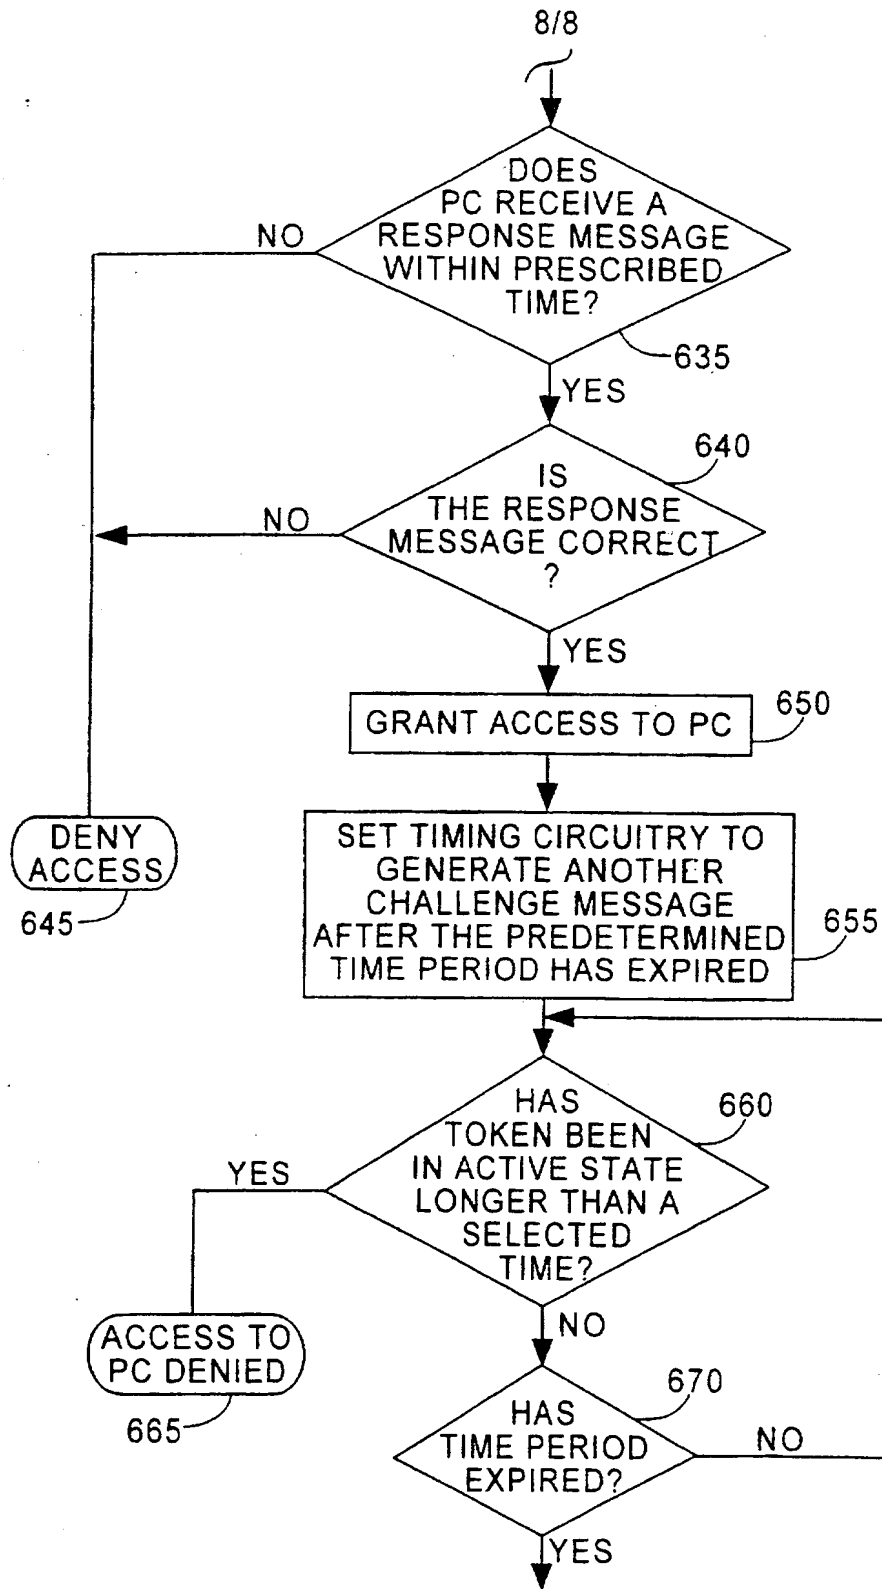 8/8
DOES
PC RECEIVE A
RESPONSE MESSAGE
WITHIN PRESCRIBED
TIME?
NO
635
YES
640
IS
THE RESPONSE
MESSAGE CORRECT
?
NO
YES
650
GRANT ACCESS TO PC
DENY
ACCESS
645
SET TIMING CIRCUITRY TO
GENERATE ANOTHER
CHALLENGE MESSAGE
AFTER THE PREDETERMINED
TIME PERIOD HAS EXPIRED
655
660
HAS
TOKEN BEEN
IN ACTIVE STATE
LONGER THAN A
SELECTED
TIME?
YES
NO
ACCESS TO
PC DENIED
665
670
HAS
TIME PERIOD
EXPIRED?
NO
YES